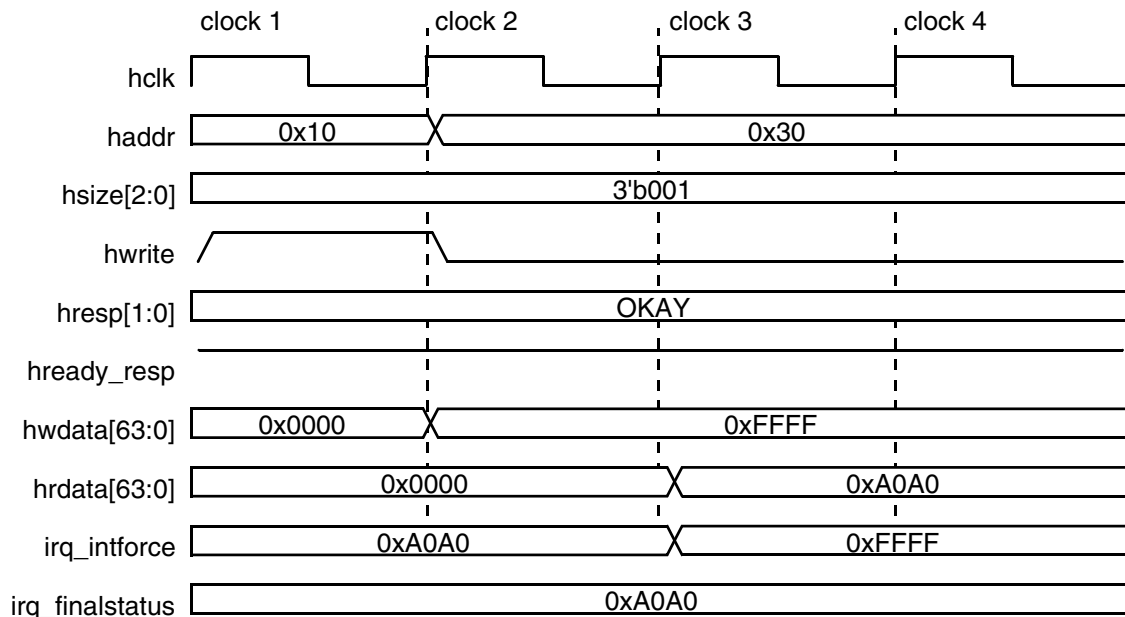 clock 1 clock 2 clock 3 clock 4
hclk
haddr 0x10 0x30
hsize[2:0] 3'b001
hwrite
hresp[1:0] OKAY
hready_resp
hwdata[63:0] 0x0000 0xFFFF
hrdata[63:0] 0x0000 0xA0A0
irq_intforce 0xA0A0 0xFFFF
irq_finalstatus 0xA0A0